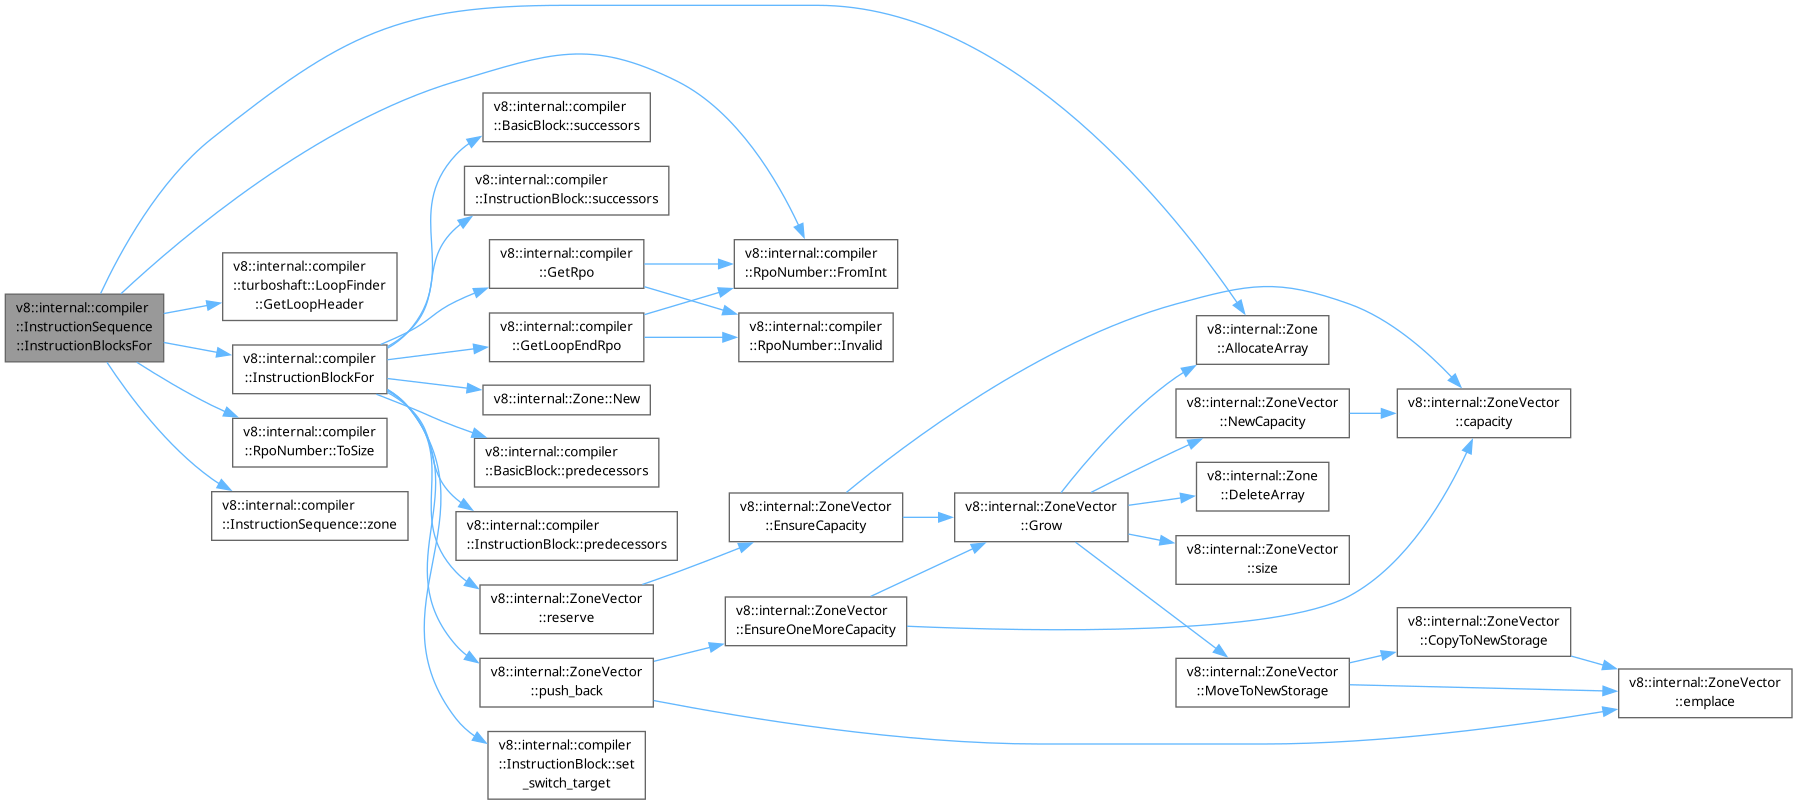 v8::internal::compiler
::InstructionSequence
::InstructionBlocksFor
v8::internal::compiler
::turboshaft::LoopFinder
::GetLoopHeader
v8::internal::compiler
::InstructionBlockFor
v8::internal::compiler
::RpoNumber::ToSize
v8::internal::compiler
::InstructionSequence::zone
v8::internal::compiler
::BasicBlock::successors
v8::internal::compiler
::InstructionBlock::successors
v8::internal::compiler
::GetRpo
v8::internal::compiler
::GetLoopEndRpo
v8::internal::Zone::New
v8::internal::compiler
::BasicBlock::predecessors
v8::internal::compiler
::InstructionBlock::predecessors
v8::internal::ZoneVector
::reserve
v8::internal::ZoneVector
::push_back
v8::internal::compiler
::InstructionBlock::set
_switch_target
v8::internal::compiler
::RpoNumber::FromInt
v8::internal::compiler
::RpoNumber::Invalid
v8::internal::ZoneVector
::EnsureCapacity
v8::internal::ZoneVector
::EnsureOneMoreCapacity
v8::internal::ZoneVector
::Grow
v8::internal::Zone
::AllocateArray
v8::internal::ZoneVector
::NewCapacity
v8::internal::Zone
::DeleteArray
v8::internal::ZoneVector
::size
v8::internal::ZoneVector
::MoveToNewStorage
v8::internal::ZoneVector
::capacity
v8::internal::ZoneVector
::CopyToNewStorage
v8::internal::ZoneVector
::emplace